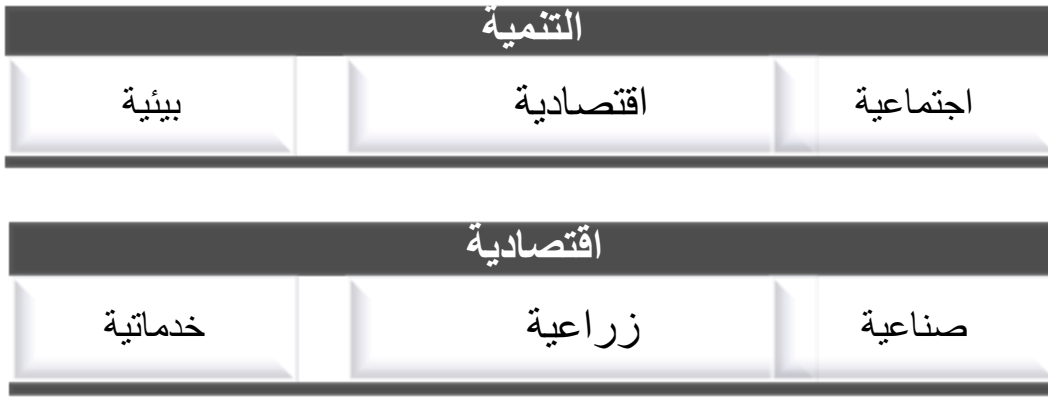 التنمية
اجتماعية اقتصادية بيئية
اقتصادية
صناعية زراعية خدماتية